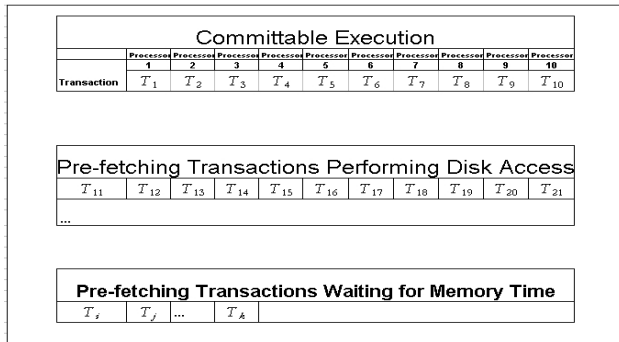 Committable Execution
Processor Processor Processor Processor Processor Processor Processor Processor Processor Processor
1 2 3 4 5 6 7 8 9 10
Transaction T1 T2 T3 T4 T5 T6 T7 T8 T9 T10
Pre-fetching Transactions Performing Disk Access
T11 T12 T13 T14 T15 T16 T17 T18 T19 T20 T21
...
Pre-fetching Transactions Waiting for Memory Time
Ti Tj ... Tk